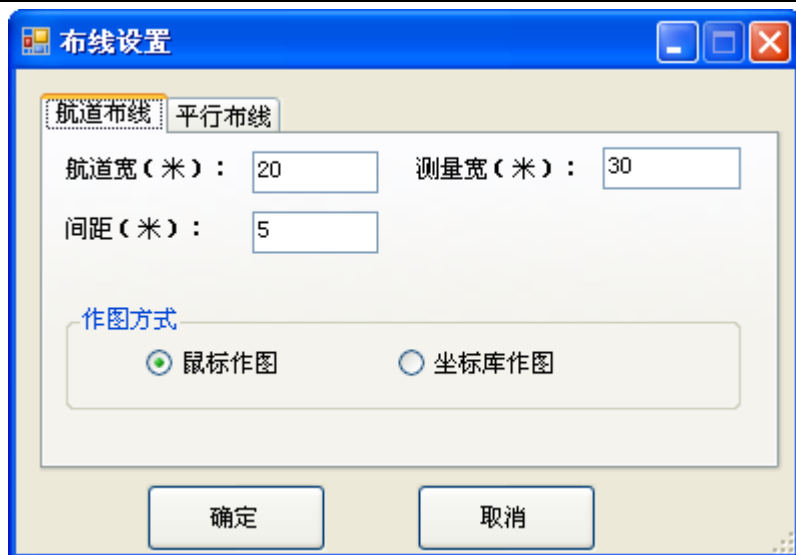 布线设置
航道布线 平行布线
航道宽(米): 20 测量宽(米): 30
间距(米): 5
作图方式
鼠标作图 坐标库作图
确定 取消